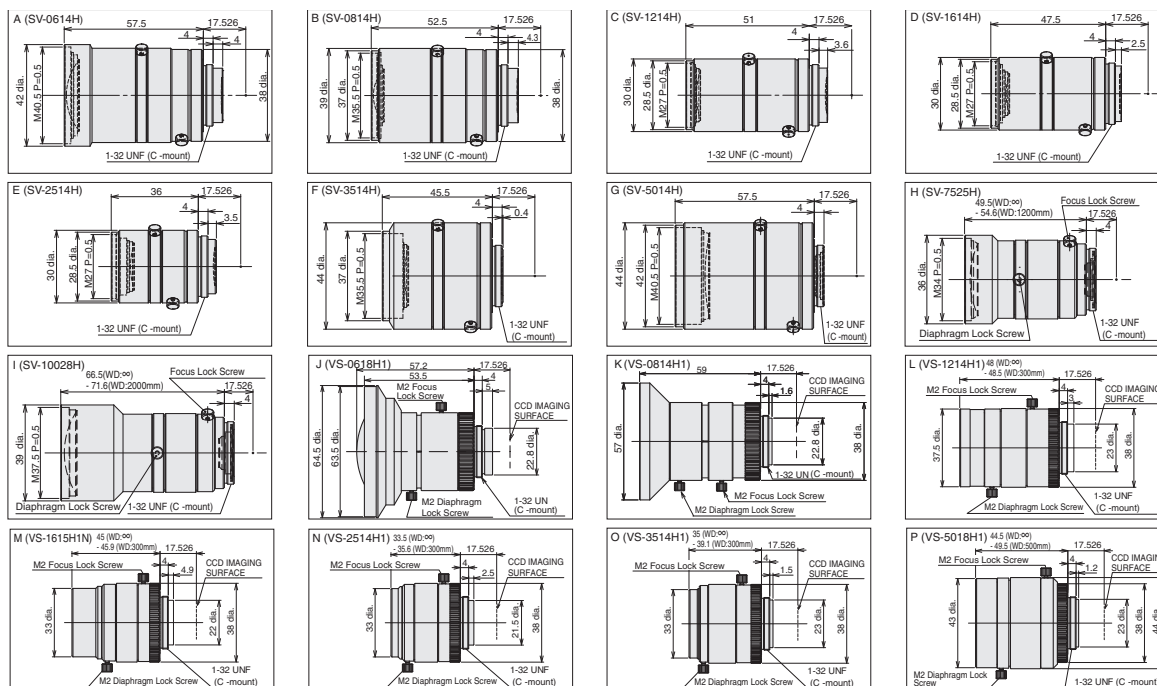 A (SV-0614H)
57.5
17.526
4
4
42 dia.
M40.5 P=0.5
38 dia.
1-32 UNF (C -mount)
B (SV-0814H)
52.5
17.526
4
4.3
39 dia.
37 dia.
M35.5 P=0.5
38 dia.
1-32 UNF (C -mount)
C (SV-1214H)
51
17.526
4
3.6
30 dia.
28.5 dia.
M27 P=0.5
1-32 UNF (C -mount)
D (SV-1614H)
47.5
17.526
4
2.5
30 dia.
28.5 dia.
M27 P=0.5
1-32 UNF (C -mount)
E (SV-2514H)
36
17.526
4
3.5
30 dia.
28.5 dia.
M27 P=0.5
1-32 UNF (C -mount)
F (SV-3514H)
45.5
17.526
4
0.4
44 dia.
37 dia.
M35.5 P=0.5
1-32 UNF
(C -mount)
G (SV-5014H)
57.5
17.526
4
44 dia.
42 dia.
M40.5 P=0.5
1-32 UNF
(C -mount)
H (SV-7525H)
49.5(WD:∞)
- 54.6(WD:1200mm)
Focus Lock Screw
17.526
4
36 dia.
M34 P=0.5
Diaphragm Lock Screw
1-32 UNF
(C -mount)
I (SV-10028H)
66.5(WD:∞)
- 71.6(WD:2000mm)
Focus Lock Screw
17.526
4
39 dia.
M37.5 P=0.5
Diaphragm Lock Screw
1-32 UNF (C -mount)
J (VS-0618H1)
57.2
17.526
53.5
4
5
M2 Focus
Lock Screw
CCD IMAGING
SURFACE
64.5 dia.
63.5 dia.
22.8 dia.
M2 Diaphragm
Lock Screw
1-32 UN
(C -mount)
K (VS-0814H1)
59
17.526
4
1.6
CCD IMAGING
SURFACE
57 dia.
22.8 dia.
38 dia.
1-32 UN (C -mount)
M2 Focus Lock Screw
M2 Diaphragm Lock Screw
L (VS-1214H1)
48 (WD:∞)
- 48.5 (WD:300mm)
17.526
M2 Focus Lock Screw
4
3
CCD IMAGING
SURFACE
37.5 dia.
23 dia.
38 dia.
M2 Diaphragm Lock Screw
1-32 UNF
(C -mount)
M (VS-1615H1N)
45 (WD:∞)
- 45.9 (WD:300mm)
17.526
M2 Focus Lock Screw
4
4.9
CCD IMAGING
SURFACE
33 dia.
22 dia.
38 dia.
M2 Diaphragm Lock Screw
1-32 UNF
(C -mount)
N (VS-2514H1)
33.5 (WD:∞)
- 35.6 (WD:300mm)
17.526
M2 Focus Lock Screw
4
2.5
CCD IMAGING
SURFACE
33 dia.
21.5 dia.
38 dia.
M2 Diaphragm Lock Screw
1-32 UNF
(C -mount)
O (VS-3514H1)
35 (WD:∞)
- 39.1 (WD:300mm)
17.526
M2 Focus Lock Screw
4
1.5
CCD IMAGING
SURFACE
33 dia.
23 dia.
38 dia.
M2 Diaphragm Lock Screw
1-32 UNF
(C -mount)
P (VS-5018H1)
44.5 (WD:∞)
- 49.5 (WD:500mm)
17.526
M2 Focus Lock Screw
4
1.2
CCD IMAGING
SURFACE
43 dia.
23 dia.
38 dia.
44 dia.
M2 Diaphragm Lock
Screw
1-32 UNF (C -mount)